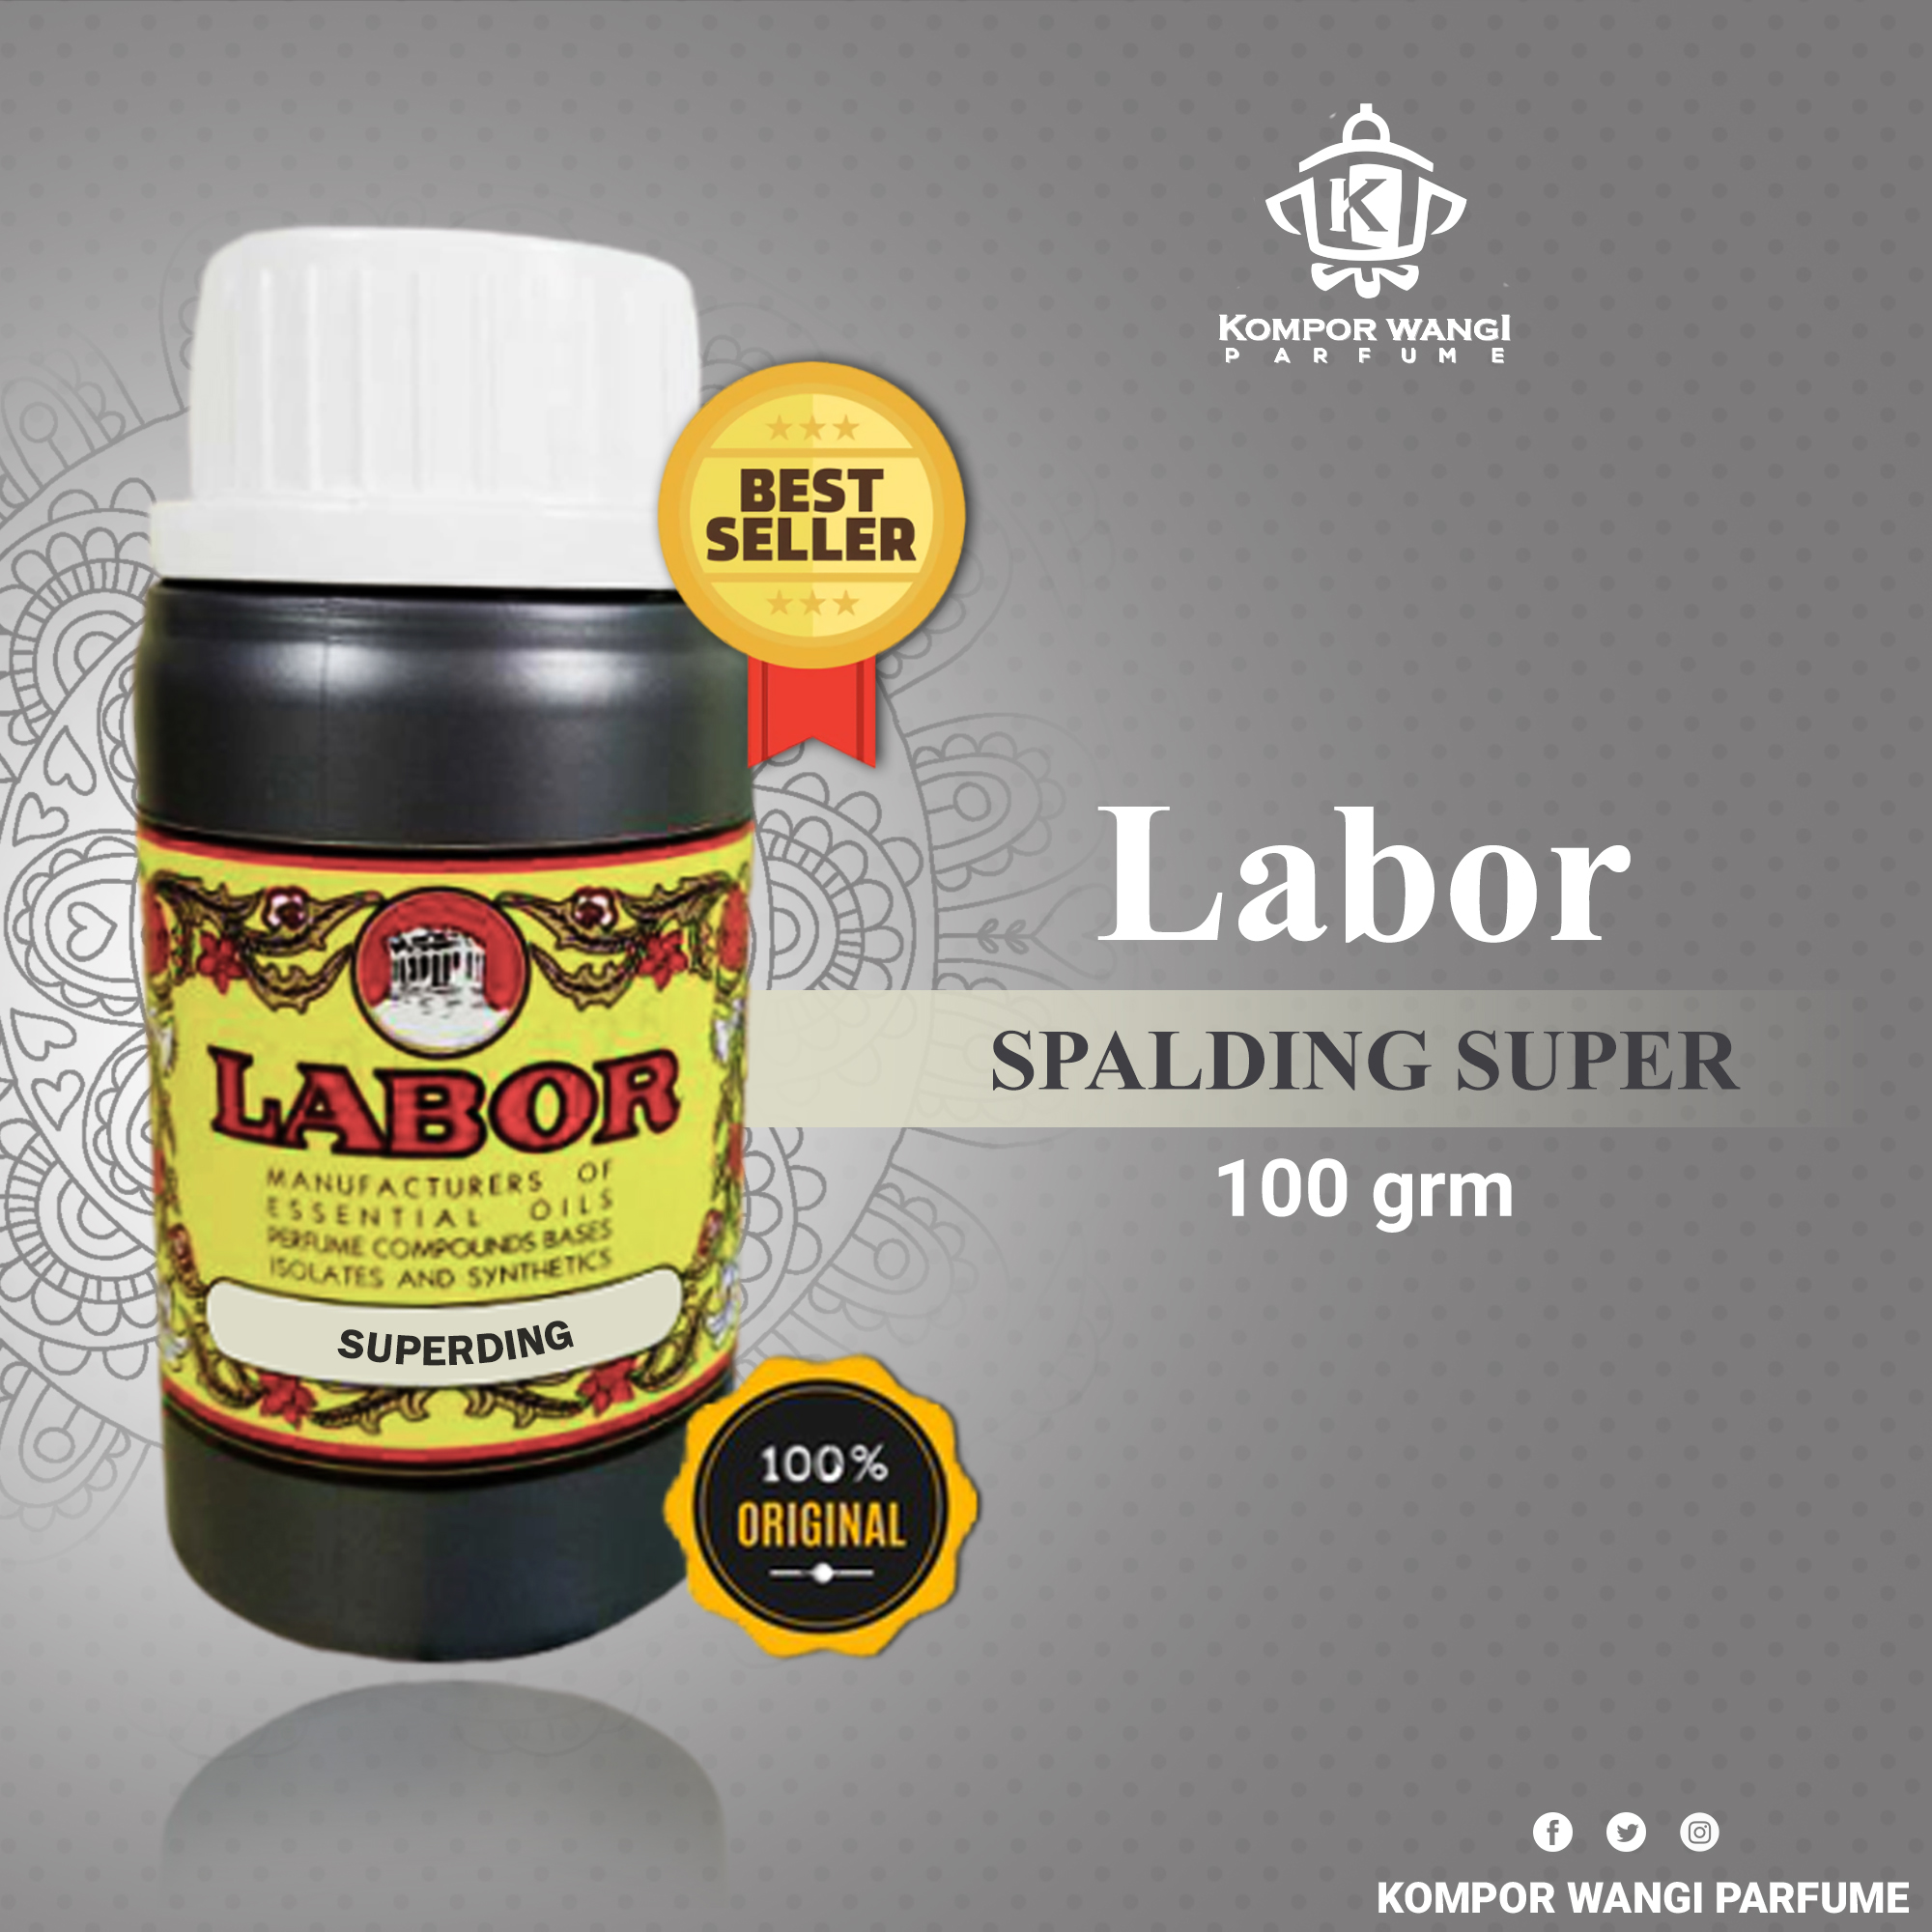 KOMPOR WANGI
PARFUME
BEST
SELLER
Labor
SPALDING SUPER
100 grm
LABOR
MANUFACTURERS OF
ESSENTIAL OILS
PERFUME COMPOUNDS BASES
ISOLATES AND SYNTHETICS
SUPERDING
100%
ORIGINAL
KOMPOR WANGI PARFUME